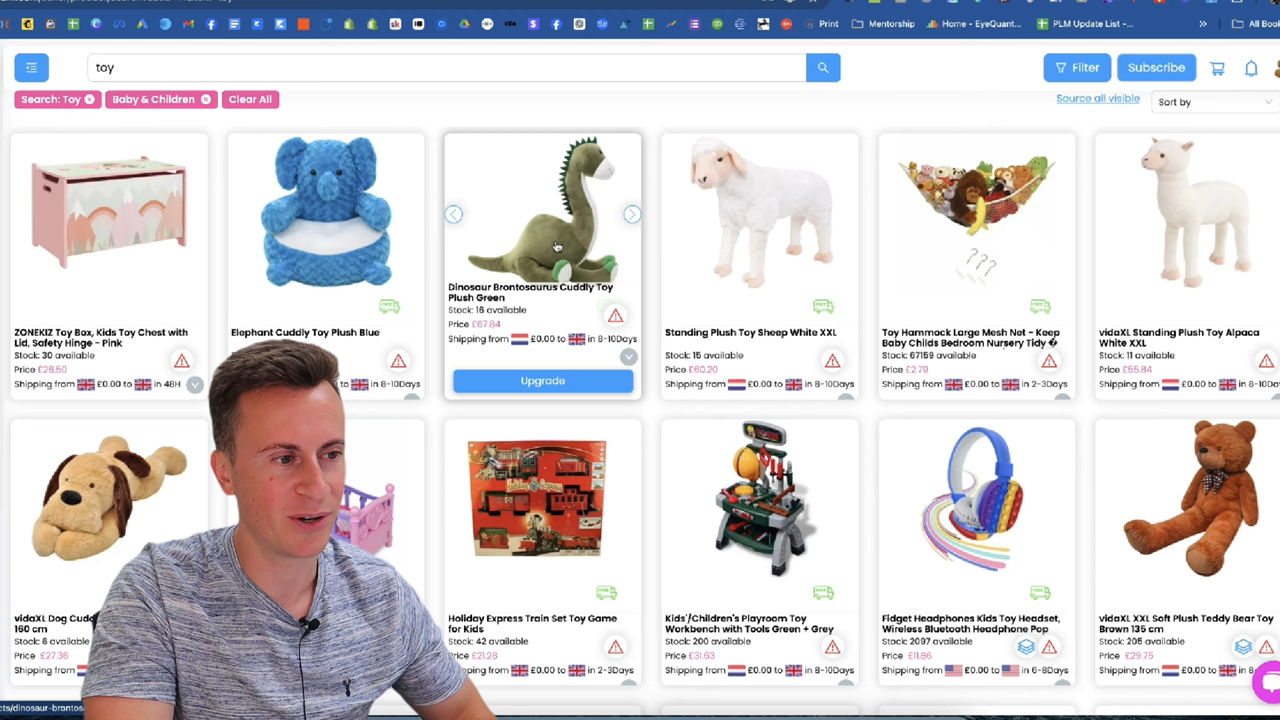 Print
Mentorship
Home - EyeQuant...
PLM Update List -...
»
All Boo
toy
Filter
Subscribe
Search: Toy
Baby & Children
Clear All
Source all visible
Sort by
ZONEKIZ Toy Box, Kids Toy Chest with
Lid, Safety Hinge - Pink
Stock: 30 available
Price £26.50
Shipping from £0.00 to in 48H
Elephant Cuddly Toy Plush Blue
to in 8-10Days
Dinosaur Brontosaurus Cuddly Toy
Plush Green
Stock: 16 available
Price £67.84
Shipping from £0.00 to in 8-10Days
Upgrade
Standing Plush Toy Sheep White XXL
Stock: 15 available
Price £60.20
Shipping from £0.00 to in 8-10Days
Toy Hammock Large Mesh Net - Keep
Baby Childs Bedroom Nursery Tidy �
Stock: 67159 available
Price £2.79
Shipping from £0.00 to in 2-3Days
vidaXL Standing Plush Toy Alpaca
White XXL
Stock: 11 available
Price £55.84
Shipping from £0.00 to in 8-10D
vidaXL Dog Cudd
160 cm
Stock: 6 available
Price £27.36
Shipping from
Holiday Express Train Set Toy Game
for Kids
Stock: 42 available
Price £21.28
Shipping from £0.00 to in 2-3Days
Kids'/Children's Playroom Toy
Workbench with Tools Green + Grey
Stock: 200 available
Price £31.63
Shipping from £0.00 to in 8-10Days
Fidget Headphones Kids Toy Headset,
Wireless Bluetooth Headphone Pop
Stock: 2097 available
Price £11.86
Shipping from £0.00 to in 6-8Days
vidaXL XXL Soft Plush Teddy Bear Toy
Brown 135 cm
Stock: 205 available
Price £29.75
Shipping from £0.00 to in 8-
cts/dinosaur-brontos